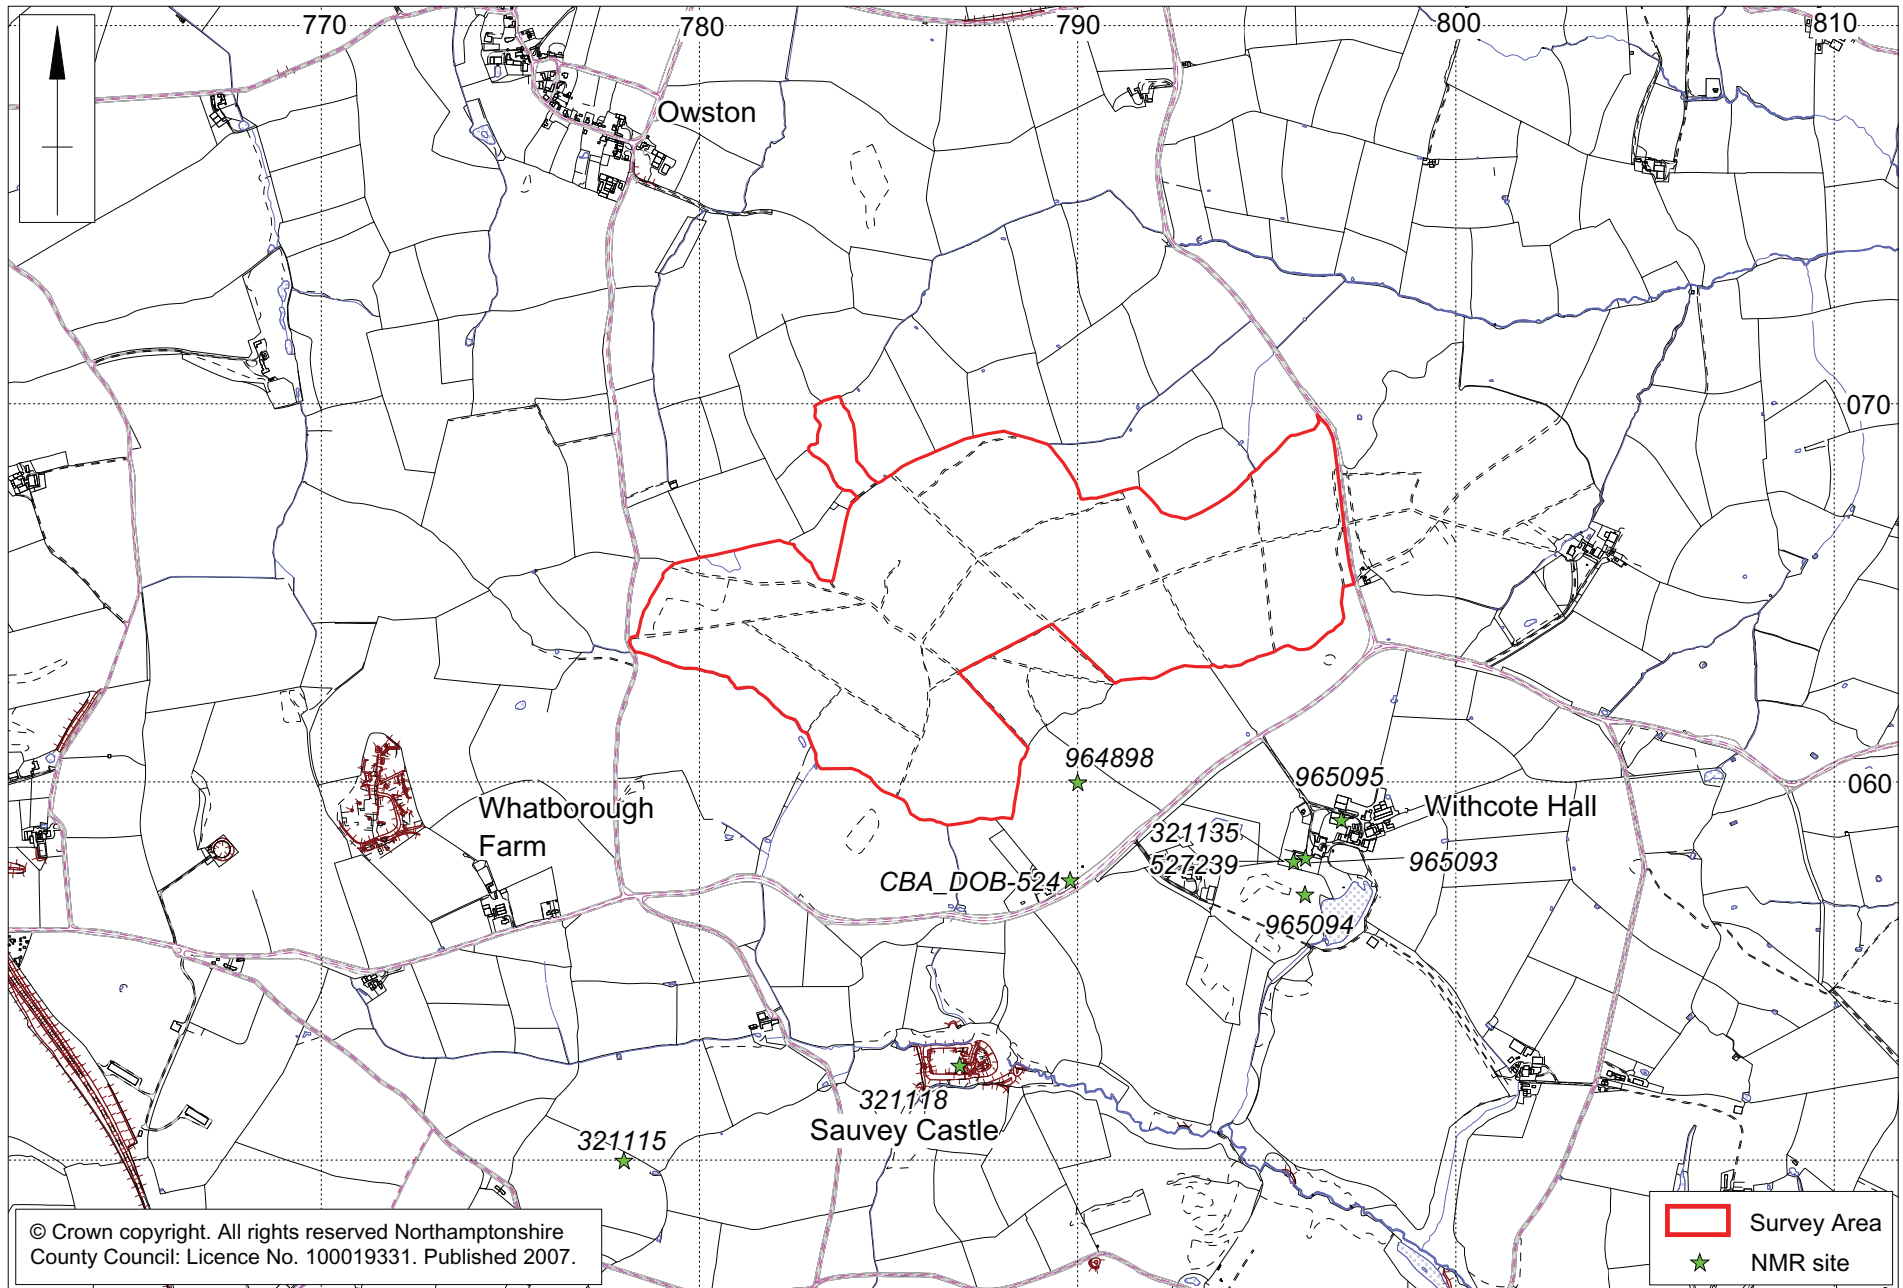 770
780
790
800
810
Owston
070
964898
965095
060
Whatborough
Farm
Withcote Hall
321135
527239
965093
CBA_DOB-524
965094
321118
Sauvey Castle
321115
© Crown copyright. All rights reserved Northamptonshire
County Council: Licence No. 100019331. Published 2007.
Survey Area
NMR site